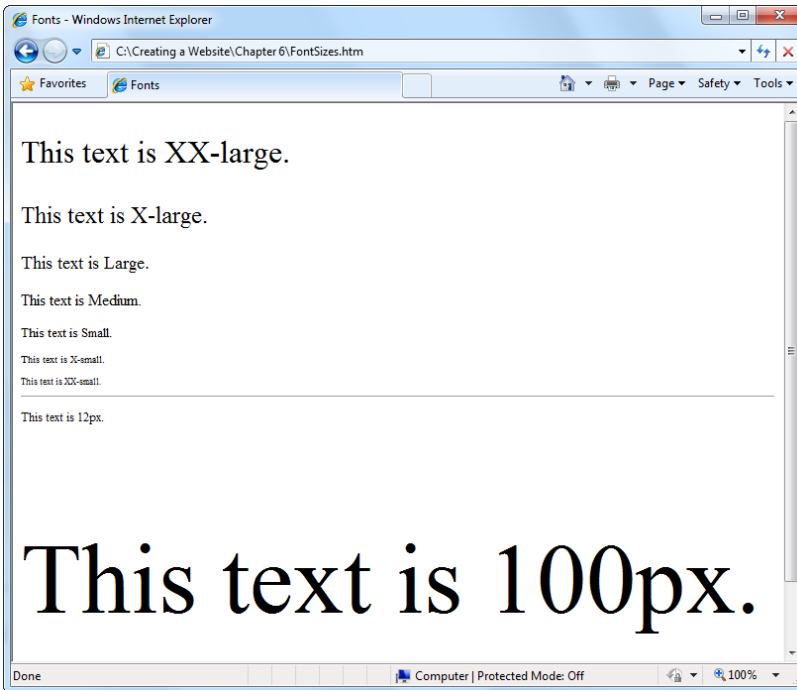 Fonts - Windows Internet Explorer
C:\Creating a Website\Chapter 6\FontSizes.htm
Favorites Fonts Page Safety Tools
This text is XX-large.
This text is X-large.
This text is Large.
This text is Medium.
This text is Small.
This text is X-small.
This text is XX-small.
This text is 12px.
This text is 100px.
Done Computer | Protected Mode: Off 100%